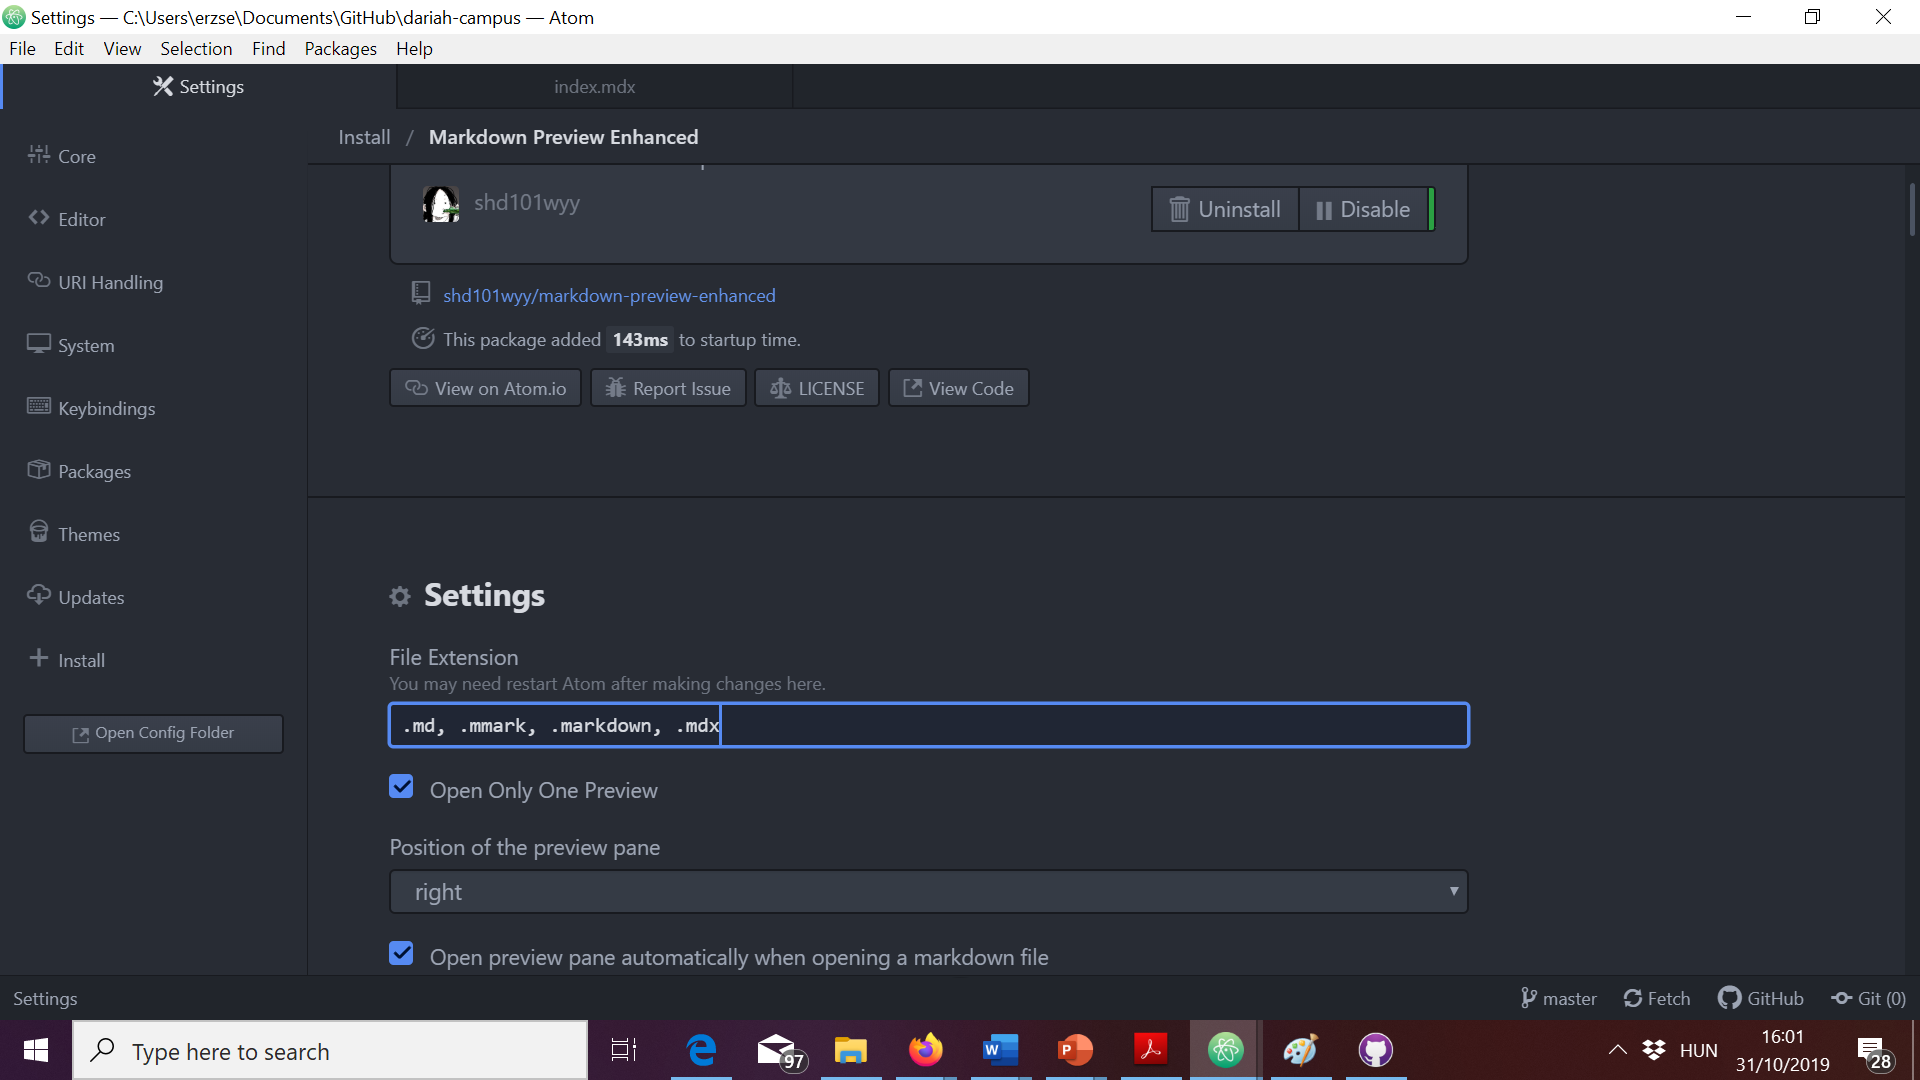 Settings — C:\Users\erzse\Documents\GitHub\dariah-campus — Atom
File Edit View Selection Find Packages Help
Settings
index.mdx
Install / Markdown Preview Enhanced
Core
Editor
URI Handling
System
Keybindings
Packages
Themes
Updates
Install
Open Config Folder
shd101wyy
Uninstall
Disable
shd101wyy/markdown-preview-enhanced
This package added 143ms to startup time.
View on Atom.io
Report Issue
LICENSE
View Code
Settings
File Extension
You may need restart Atom after making changes here.
.md, .mmark, .markdown, .mdx
Open Only One Preview
Position of the preview pane
right
Open preview pane automatically when opening a markdown file
Settings
master
Fetch
GitHub
Git (0)
Type here to search
97
HUN
16:01
31/10/2019
28